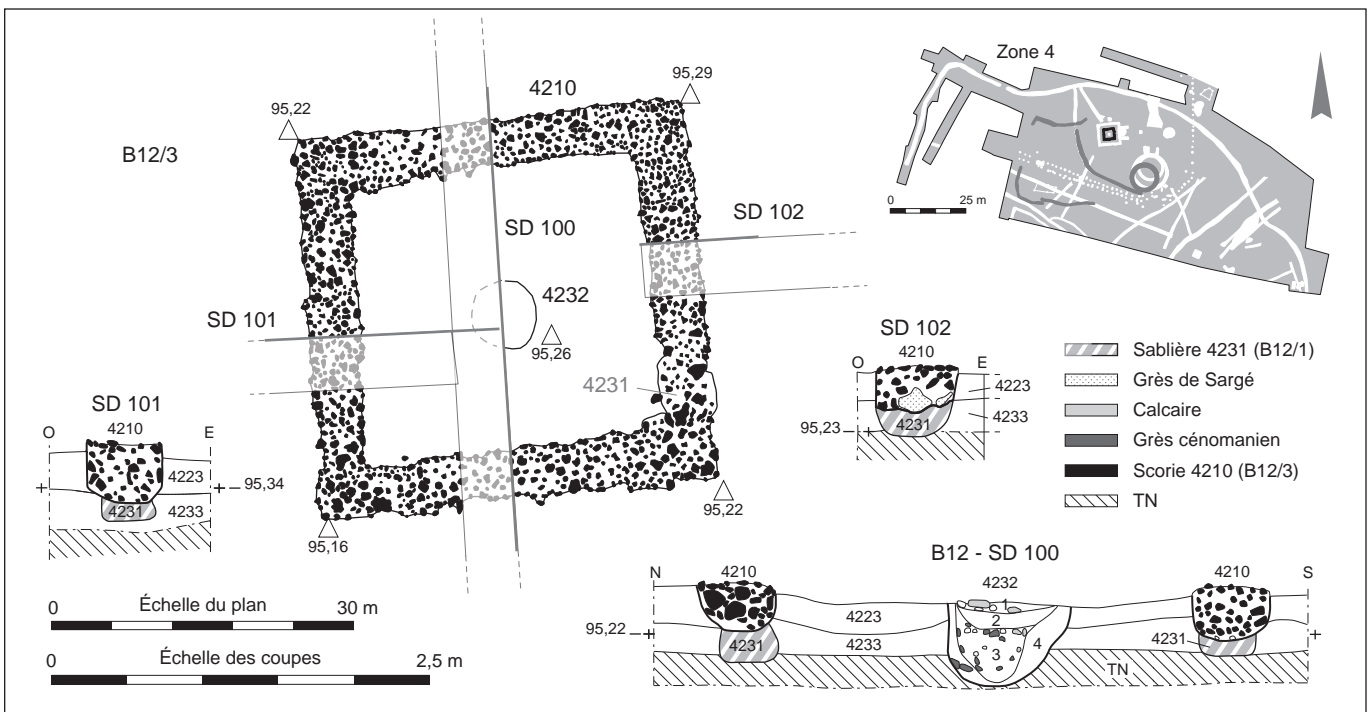 B12/3
95,22
4210
95,29
SD 100
SD 102
4232
95,26
SD 101
4231
95,22
95,16
Zone 4
0 25 m
SD 101
O 4210 E
4223
95,34
4231 4233
SD 102
4210
O E
4223
4233
95,23
4231
Sablière 4231 (B12/1)
Grès de Sargé
Calcaire
Grès cénomanien
Scorie 4210 (B12/3)
TN
0 Échelle du plan 30 m
0 Échelle des coupes 2,5 m
B12 - SD 100
N 4210 4232 4210 S
1
4223 2
95,22
4231 4233 3 4 4231
TN